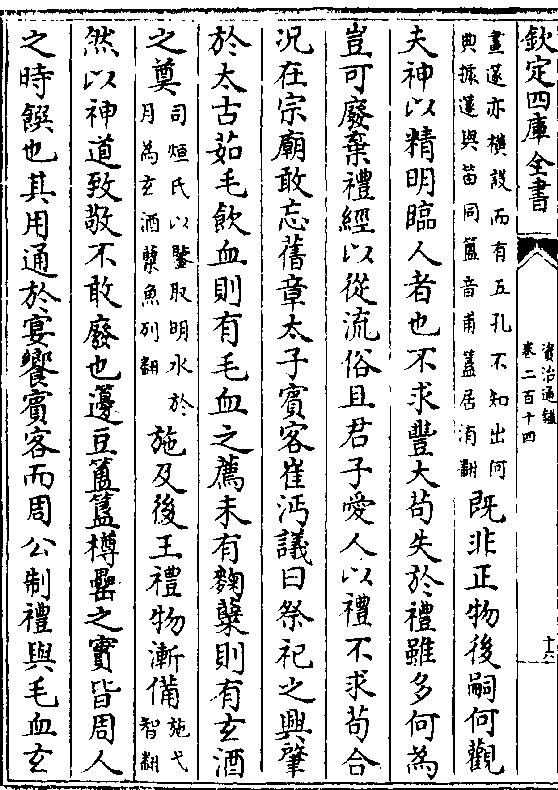 欽定四庫全書
資治通鑑
卷二百十四
十六
畫邃亦橫設而有五孔不知出何
典據邃與笛同簠音甫簋居洧翻
既非正物後嗣何觀
夫神以精明臨人者也不求豐大苟失於禮雖多何為
豈可廢棄禮經以從流俗且君子愛人以禮不求苟合
況在宗廟敢忘舊章太子賓客崔沔議曰祭祀之興肇
於太古茹毛飲血則有毛血之薦未有麴糵則有玄酒
之奠
司烜氏以鑒取明水於
月為玄酒糵魚列翻
施及後王禮物漸備
施弋
智翻
然以神道致敬不敢廢也籩豆簠簋樽罍之實皆周人
之時饌也其用通於宴饗賓客而周公制禮與毛血玄